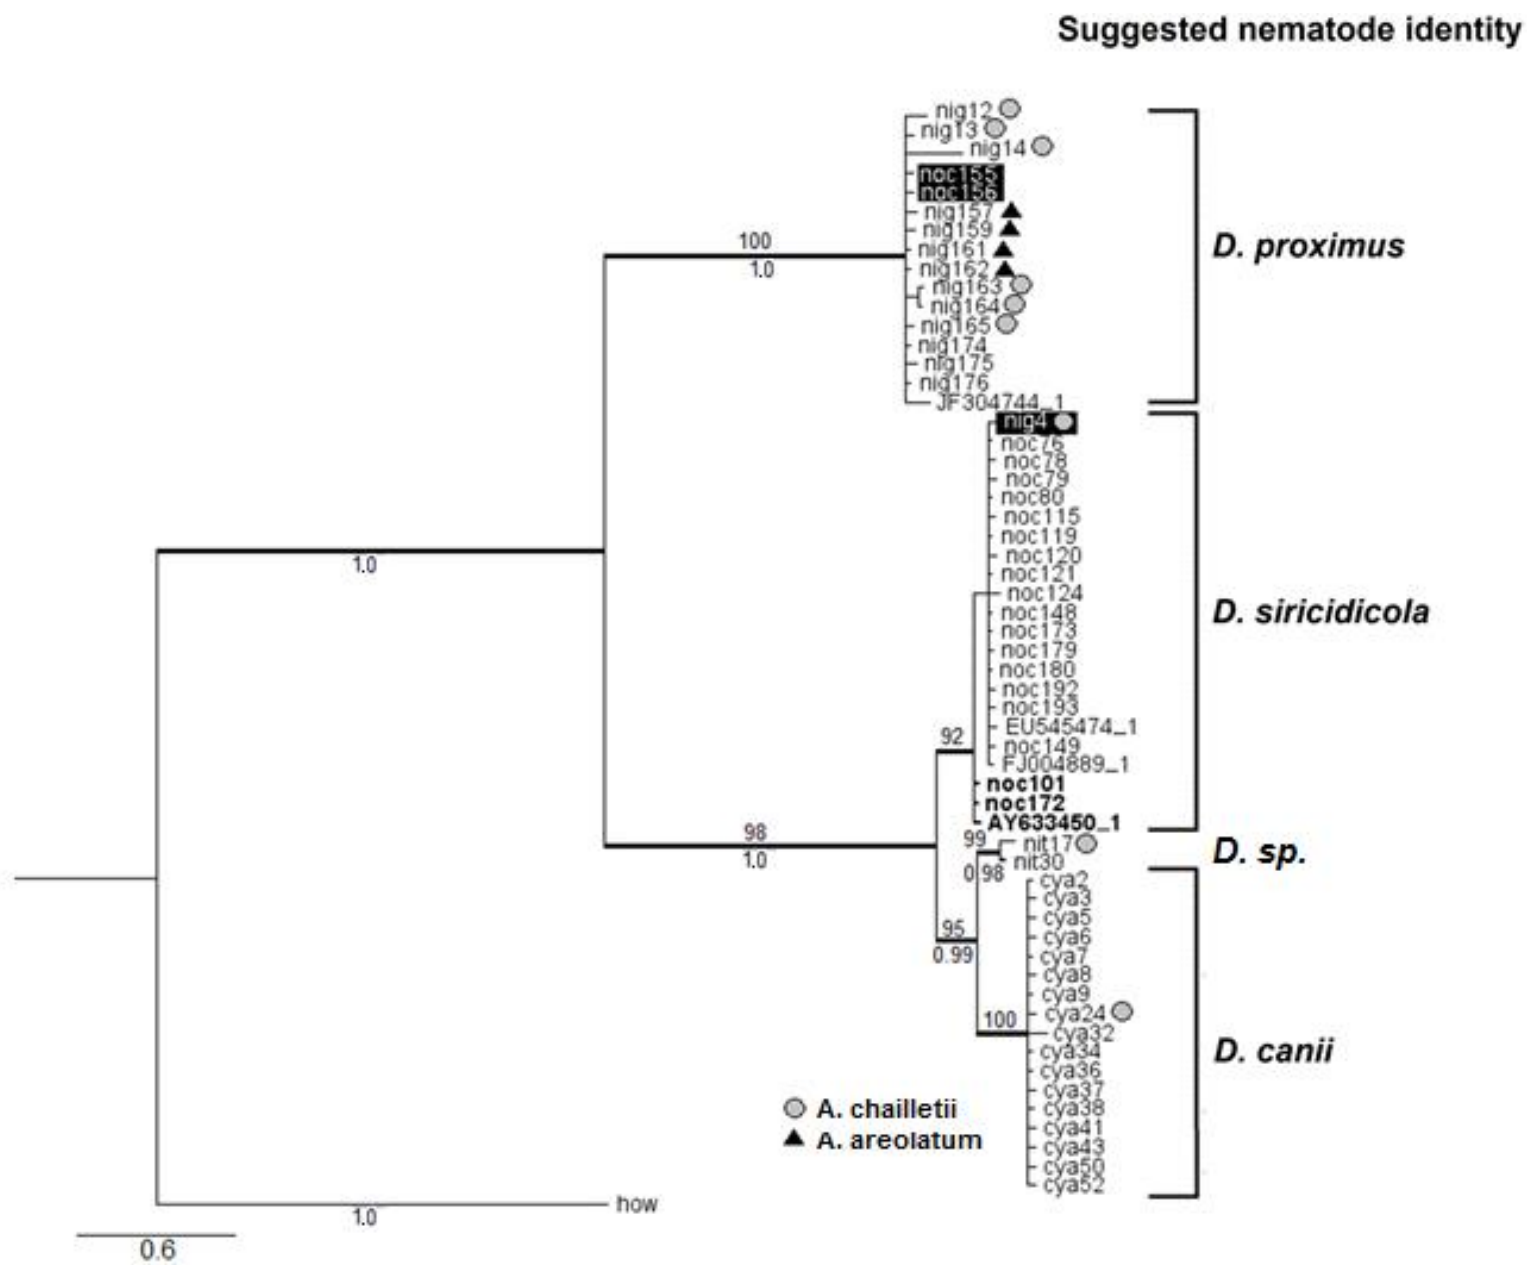 Suggested nematode identity
nig12
nig13
nig14
noc155
noc156
nig157
nig159
nig161
nig162
nig163
nig164
nig165
nig174
nig175
nig176
JF304744_1
100
1.0
D. proximus
nig4
noc76
noc78
noc79
noc80
noc115
noc119
noc120
noc121
noc124
noc148
noc173
noc179
noc180
noc192
noc193
EU545474_1
noc149
FJ004889_1
noc101
noc172
AY633450_1
1.0
D. siricidicola
92
98
1.0
99
0.98
nit17
nit30
D. sp.
cya2
cya3
cya5
cya6
cya7
cya8
cya9
cya24
cya32
cya34
cya36
cya37
cya38
cya41
cya43
cya50
cya52
95
0.99
100
D. canii
A. chailletii
A. areolatum
how
1.0
0.6